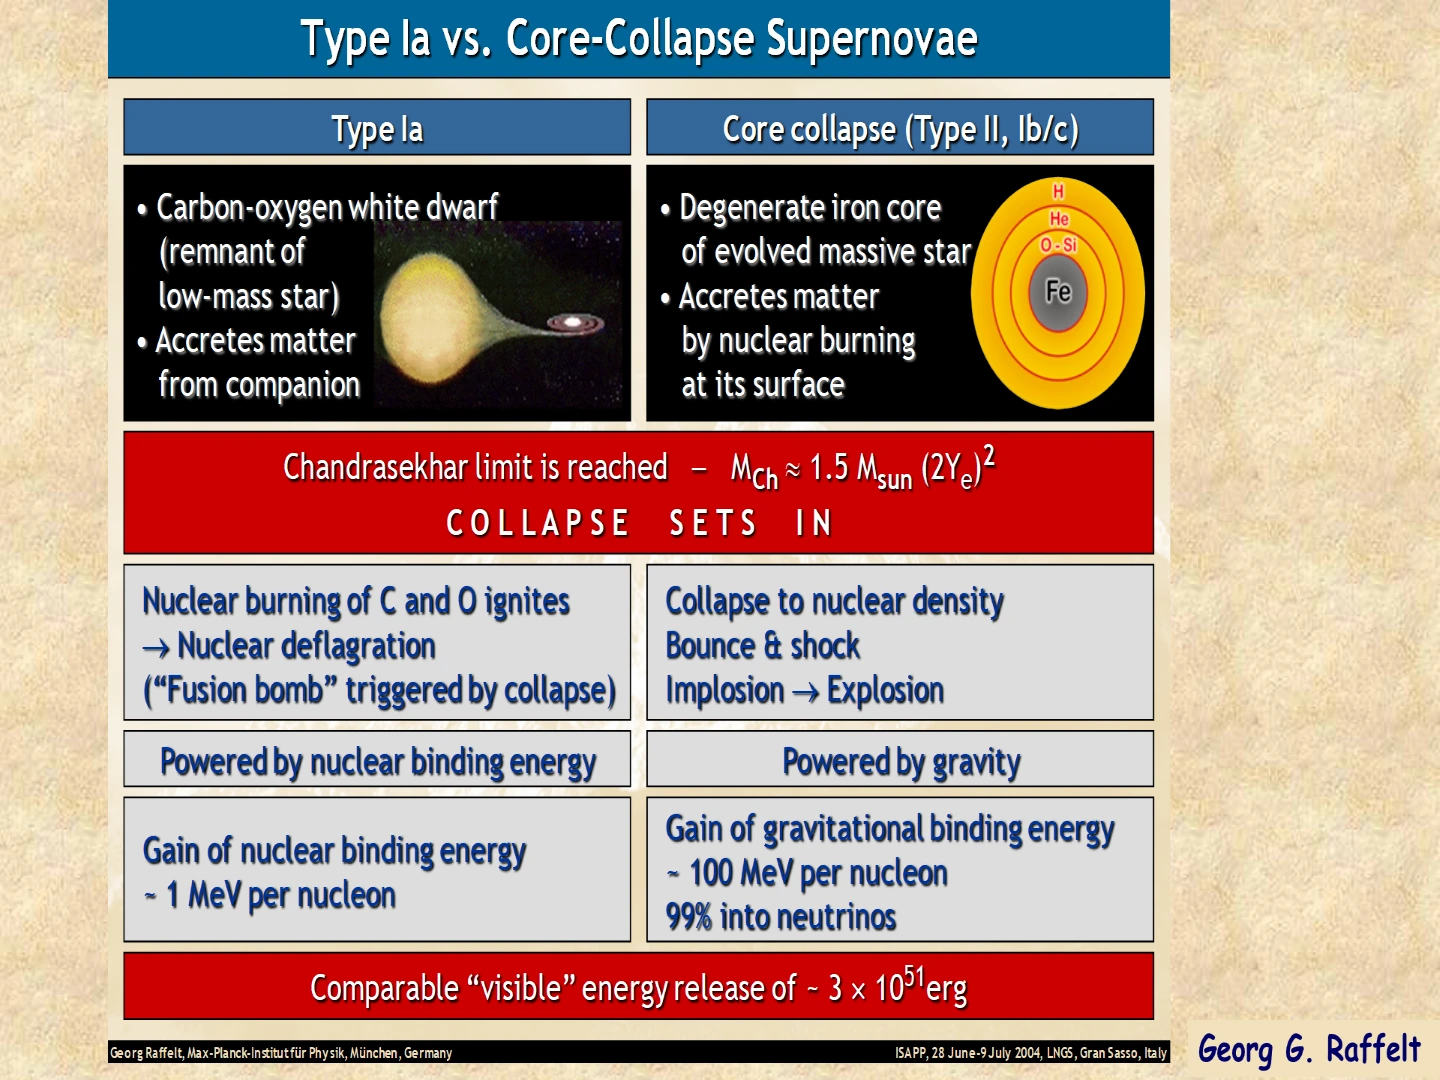 Type Ia vs. Core-Collapse Supernovae
Type Ia
• Carbon-oxygen white dwarf
(remnant of
low-mass star)
• Accretes matter
from companion
Core collapse (Type II, Ib/c)
• Degenerate iron core
of evolved massive star
• Accretes matter
by nuclear burning
at its surface
H
He
O - Si
Fe
Chandrasekhar limit is reached – M_Ch ≈ 1.5 M_sun (2Y_e)^2
COLLAPSE SETS IN
Nuclear burning of C and O ignites
→ Nuclear deflagration
(“Fusion bomb” triggered by collapse)
Collapse to nuclear density
Bounce & shock
Implosion → Explosion
Powered by nuclear binding energy
Powered by gravity
Gain of nuclear binding energy
~ 1 MeV per nucleon
Gain of gravitational binding energy
~ 100 MeV per nucleon
99% into neutrinos
Comparable “visible” energy release of ~ 3 × 10^51 erg
Georg Raffelt, Max-Planck-Institut für Physik, München, Germany
ISAPP, 28 June-9 July 2004, LNGS, Gran Sasso, Italy
Georg G. Raffelt